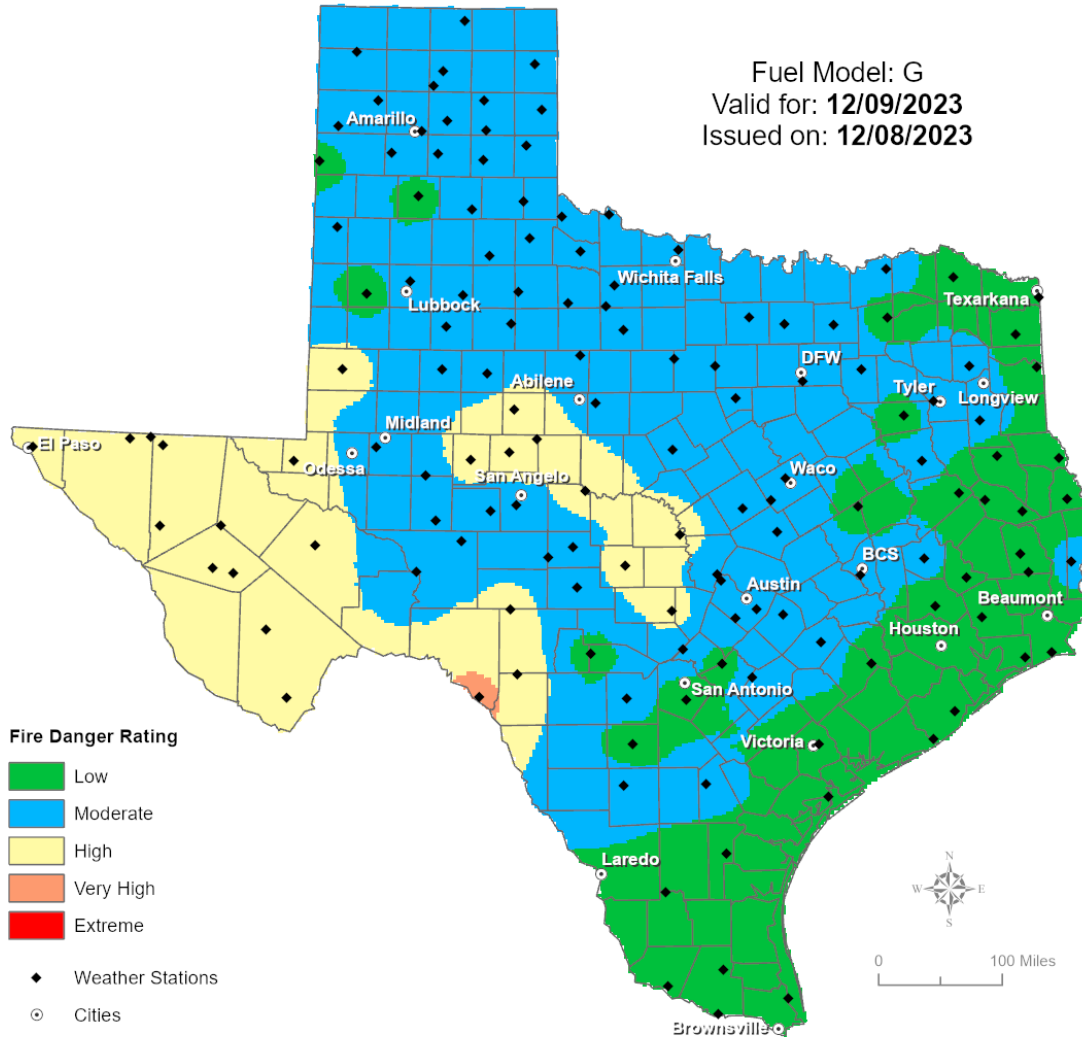 Fuel Model: G
Valid for: 12/09/2023
Issued on: 12/08/2023
Amarillo
Wichita Falls
Lubbock
Texarkana
DFW
Abilene
Tyler
Longview
Midland
El Paso
Odessa
San Angelo
Waco
BCS
Austin
Beaumont
Houston
San Antonio
Victoria
Laredo
Brownsville
Fire Danger Rating
Low
Moderate
High
Very High
Extreme
Weather Stations
Cities
N
W E
S
0 100 Miles